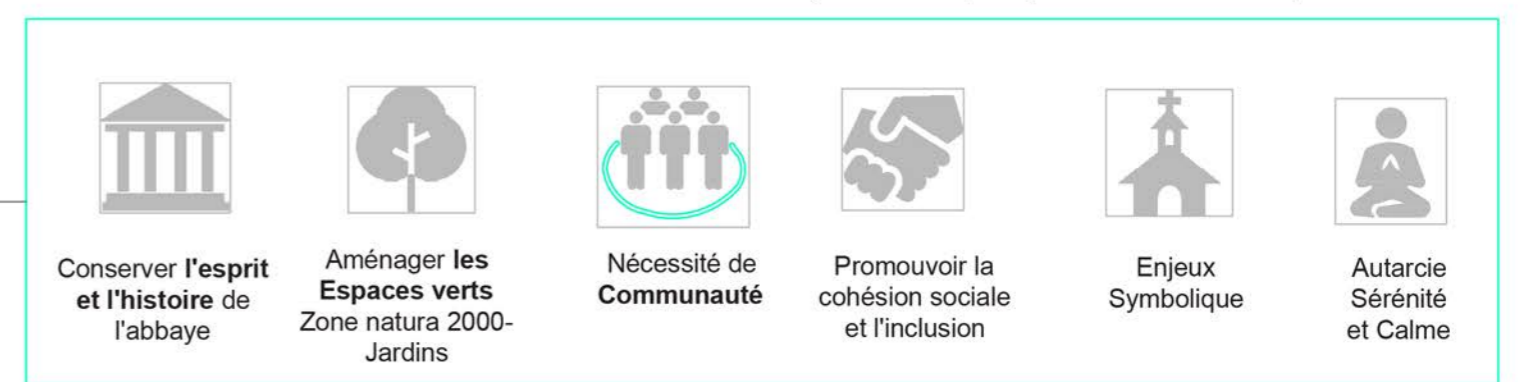 Conserver l'esprit
et l'histoire de
l'abbaye
Aménager les
Espaces verts
Zone natura 2000-
Jardins
Nécessité de
Communauté
Promouvoir la
cohésion sociale
et l'inclusion
Enjeux
Symbolique
Autarcie
Sérénité
et Calme